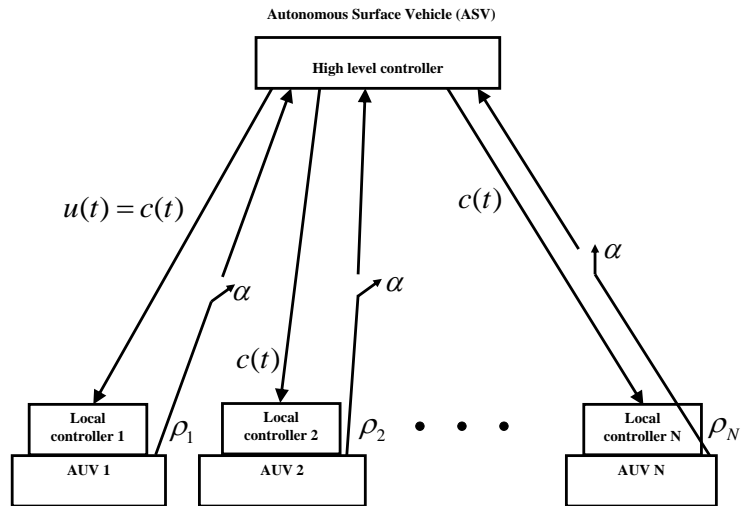 Autonomous Surface Vehicle (ASV)
High level controller
u(t) = c(t)
c(t)
α
α
α
c(t)
Local
controller 1
ρ₁
Local
controller 2
ρ₂
Local
controller N
ρ_N
AUV 1
AUV 2
AUV N